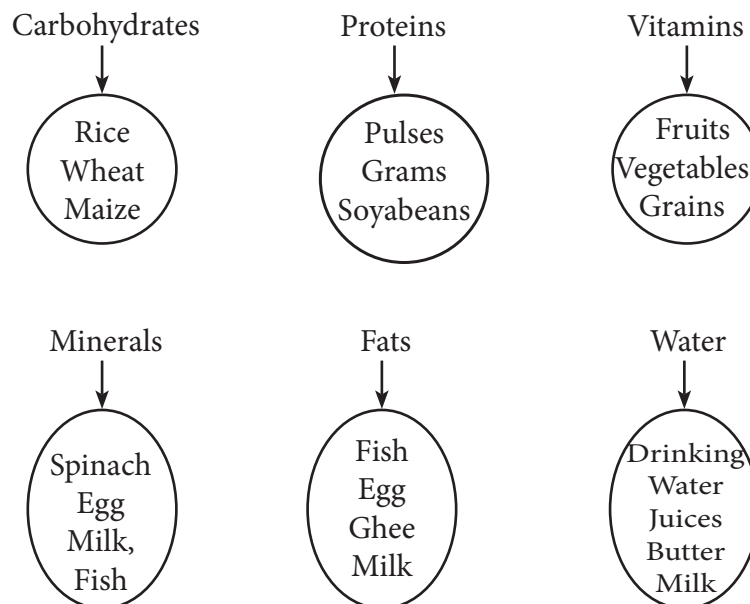 Carbohydrates
Rice
Wheat
Maize
Proteins
Pulses
Grams
Soyabeans
Vitamins
Fruits
Vegetables
Grains
Minerals
Spinach
Egg
Milk,
Fish
Fats
Fish
Egg
Ghee
Milk
Water
Drinking
Water
Juices
Butter
Milk